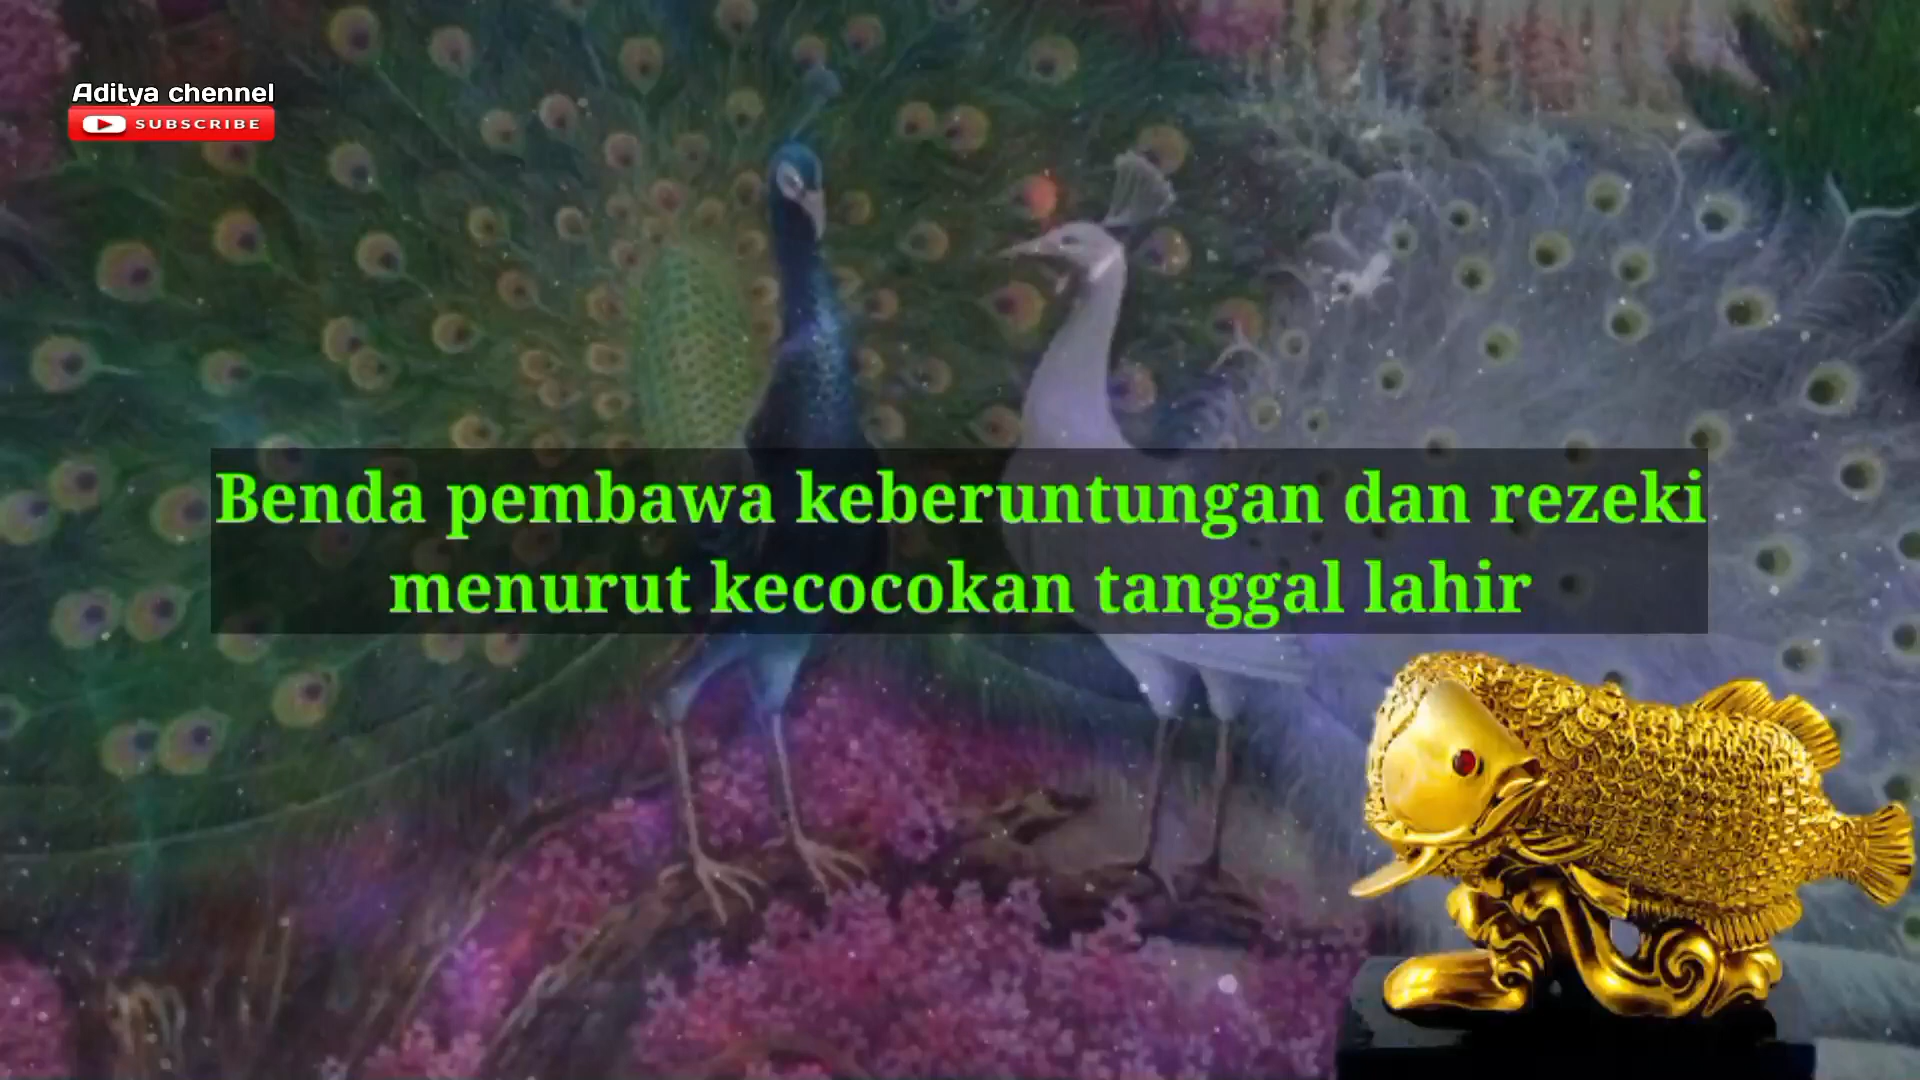 Aditya chennel
SUBSCRIBE
Benda pembawa keberuntungan dan rezeki
menurut kecocokan tanggal lahir